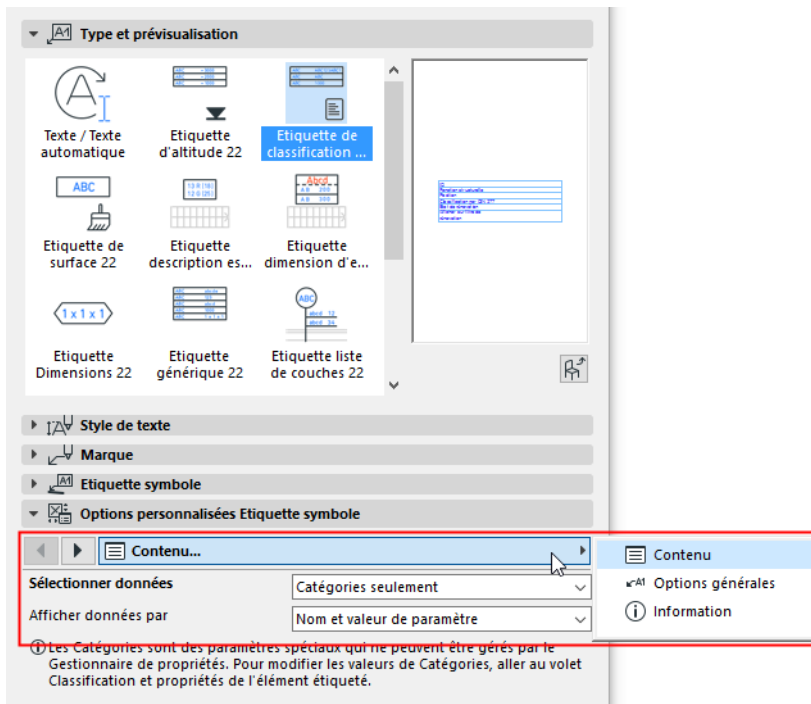 Type et prévisualisation
Texte / Texte
automatique
Etiquette
d'altitude 22
Etiquette de
classification ...
ABC
Etiquette de
surface 22
Etiquette
description es...
Abcd
Etiquette
dimension d'e...
1 x 1 x 1
Etiquette
Dimensions 22
Etiquette
générique 22
ABC
abcd 12
abcd 34
Etiquette liste
de couches 22
Style de texte
Marque
Etiquette symbole
Options personnalisées Etiquette symbole
Contenu...
Contenu
Options générales
Information
Sélectionner données
Catégories seulement
Afficher données par
Nom et valeur de paramètre
Les Catégories sont des paramètres spéciaux qui ne peuvent être gérés par le
Gestionnaire de propriétés. Pour modifier les valeurs de Catégories, aller au volet
Classification et propriétés de l'élément étiqueté.